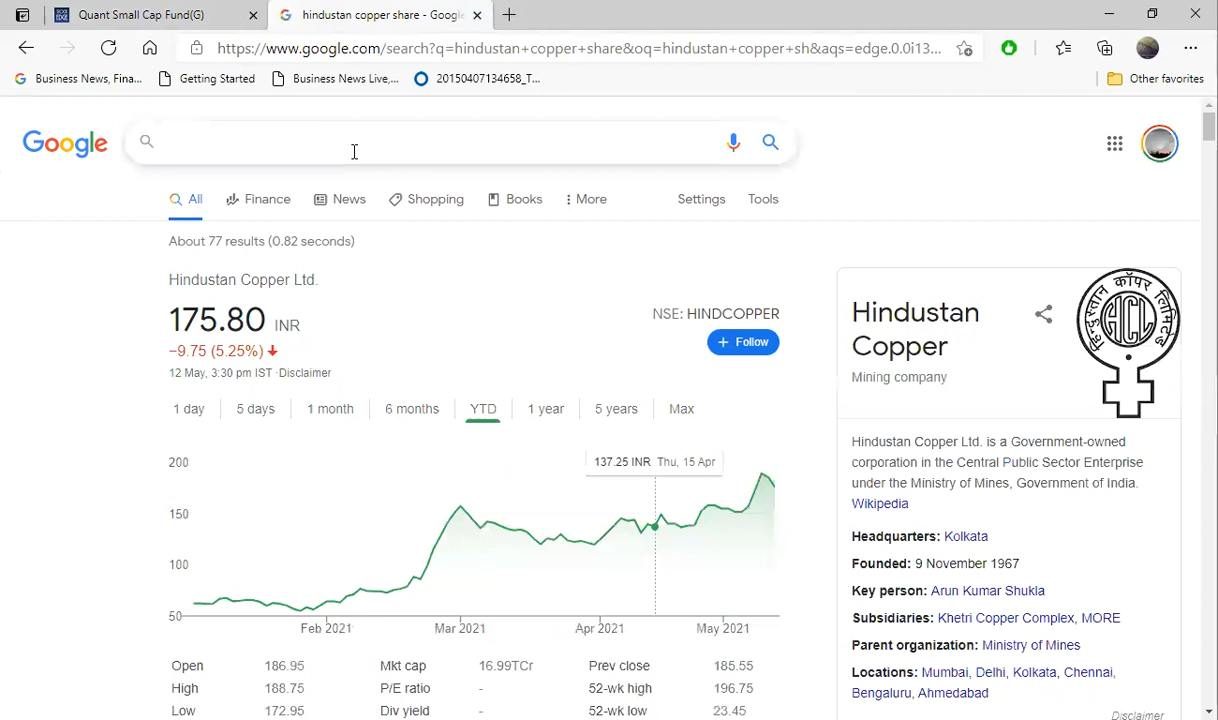 Quant Small Cap Fund(G)
hindustan copper share - Google
https://www.google.com/search?q=hindustan+copper+share&oq=hindustan+copper+sh&aqs=edge.0.0i13...
Business News, Fina...
Getting Started
Business News Live,...
20150407134658_T...
Other favorites
Google
All
Finance
News
Shopping
Books
More
Settings
Tools
About 77 results (0.82 seconds)
Hindustan Copper Ltd.
175.80 INR
NSE: HINDCOPPER
−9.75 (5.25%)
+ Follow
12 May, 3:30 pm IST · Disclaimer
1 day
5 days
1 month
6 months
YTD
1 year
5 years
Max
137.25 INR Thu, 15 Apr
200
150
100
50
Feb 2021
Mar 2021
Apr 2021
May 2021
Open 186.95
Mkt cap 16.99TCr
Prev close 185.55
High 188.75
P/E ratio -
52-wk high 196.75
Low 172.95
Div yield -
52-wk low 23.45
Hindustan
Copper
Mining company
हिन्दुस्तान कॉपर लिमिटेड
HCL
Hindustan Copper Ltd. is a Government-owned
corporation in the Central Public Sector Enterprise
under the Ministry of Mines, Government of India.
Wikipedia
Headquarters: Kolkata
Founded: 9 November 1967
Key person: Arun Kumar Shukla
Subsidiaries: Khetri Copper Complex, MORE
Parent organization: Ministry of Mines
Locations: Mumbai, Delhi, Kolkata, Chennai,
Bengaluru, Ahmedabad
Disclaimer